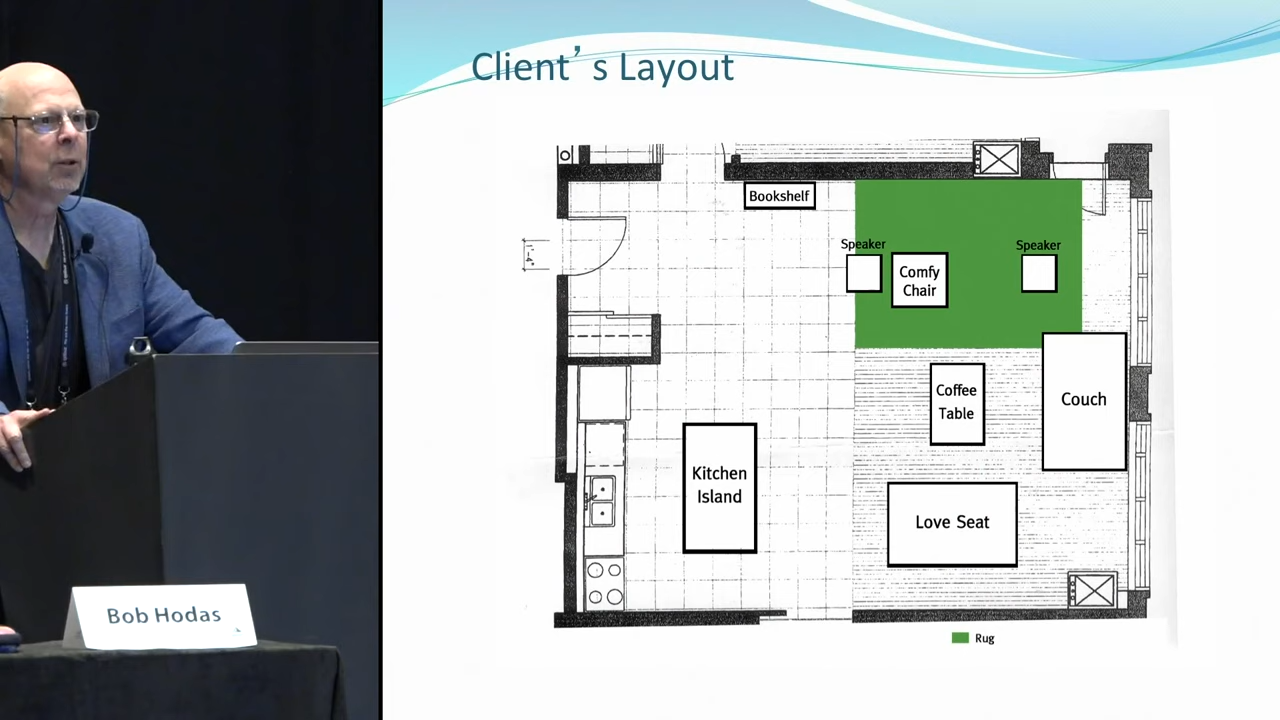 Client's Layout
Bookshelf
Speaker
Speaker
Comfy
Chair
Coffee
Table
Couch
Kitchen
Island
Love Seat
Rug
Bob Hodas